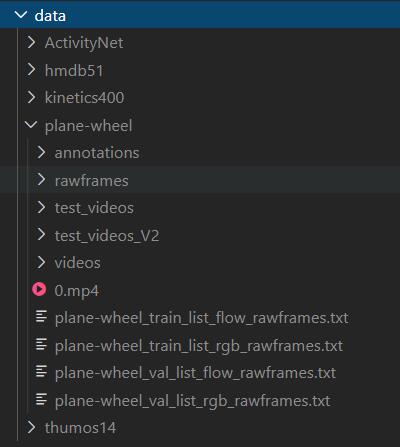 data
ActivityNet
hmdb51
kinetics400
plane-wheel
annotations
rawframes
test_videos
test_videos_V2
videos
0.mp4
plane-wheel_train_list_flow_rawframes.txt
plane-wheel_train_list_rgb_rawframes.txt
plane-wheel_val_list_flow_rawframes.txt
plane-wheel_val_list_rgb_rawframes.txt
thumos14